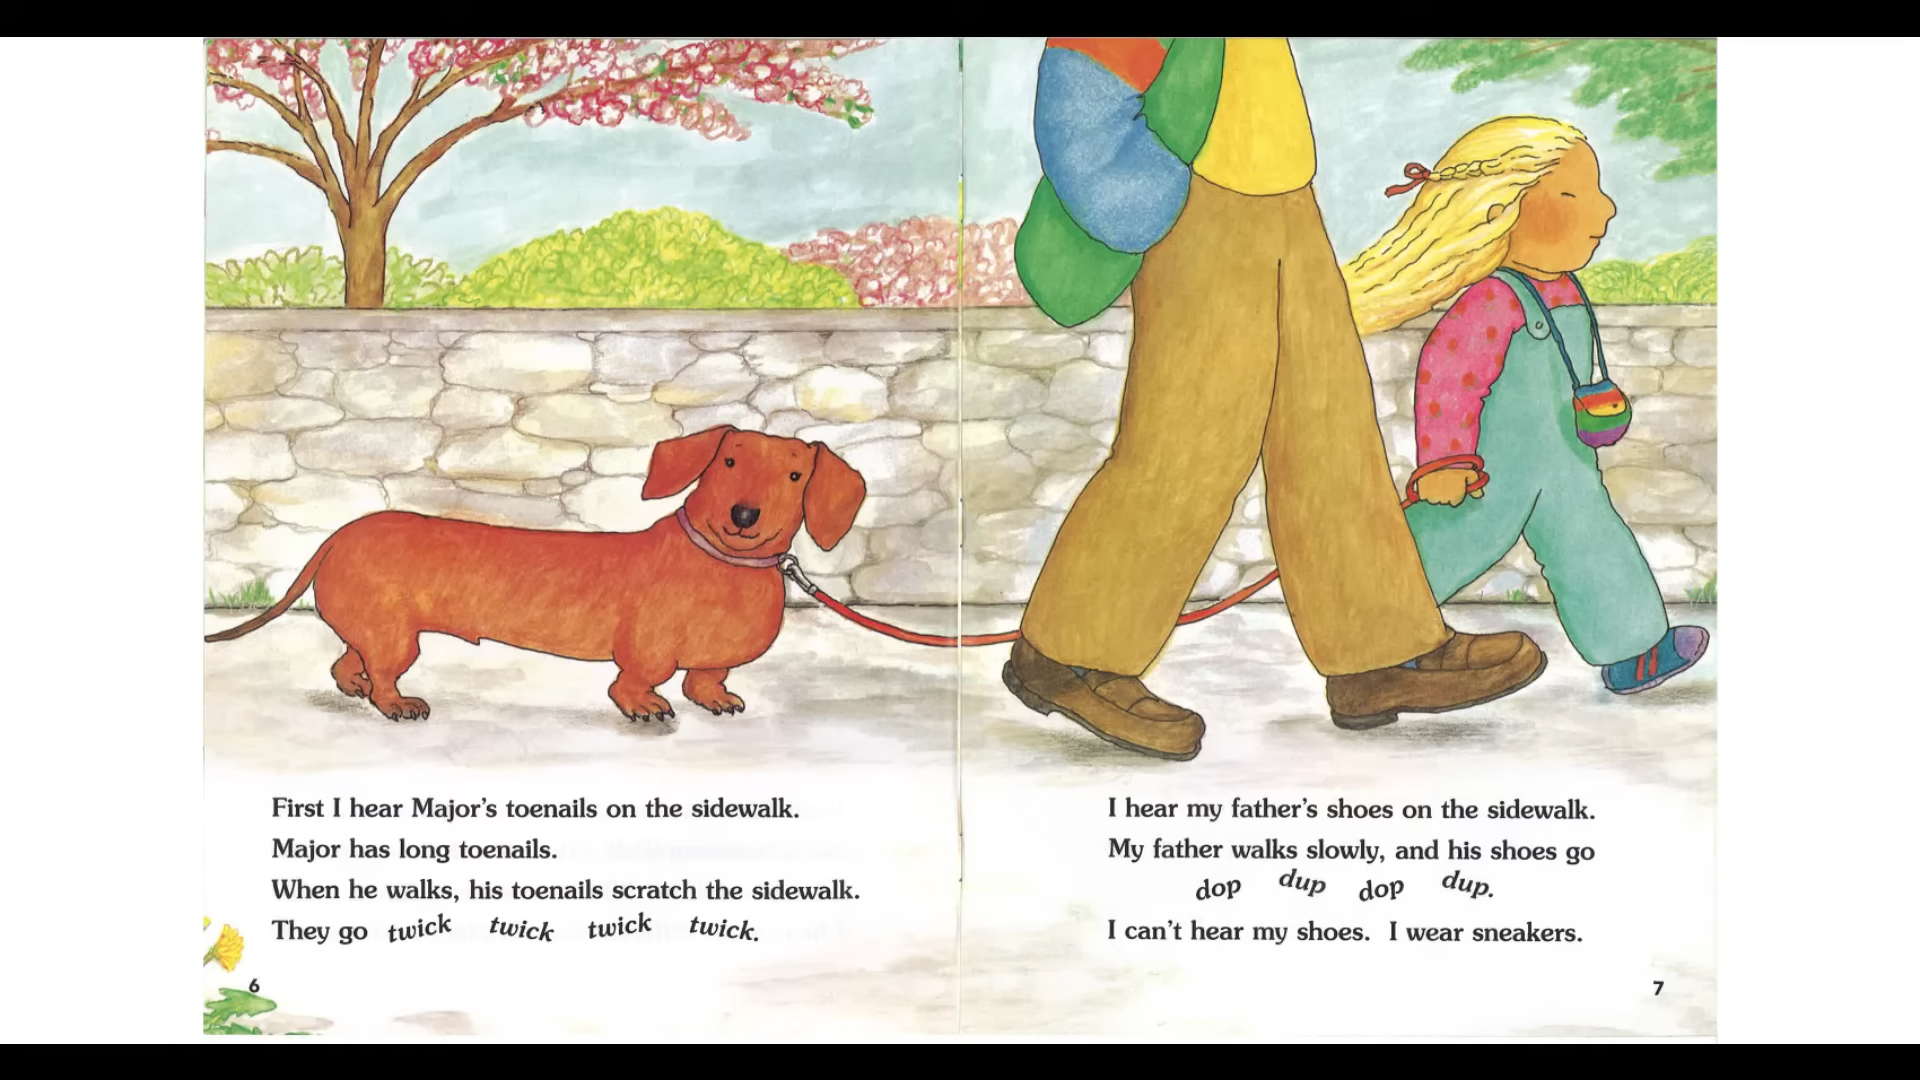 First I hear Major's toenails on the sidewalk.
Major has long toenails.
When he walks, his toenails scratch the sidewalk.
They go twick twick twick twick.
6
I hear my father's shoes on the sidewalk.
My father walks slowly, and his shoes go
dop dup dop dup.
I can't hear my shoes. I wear sneakers.
7